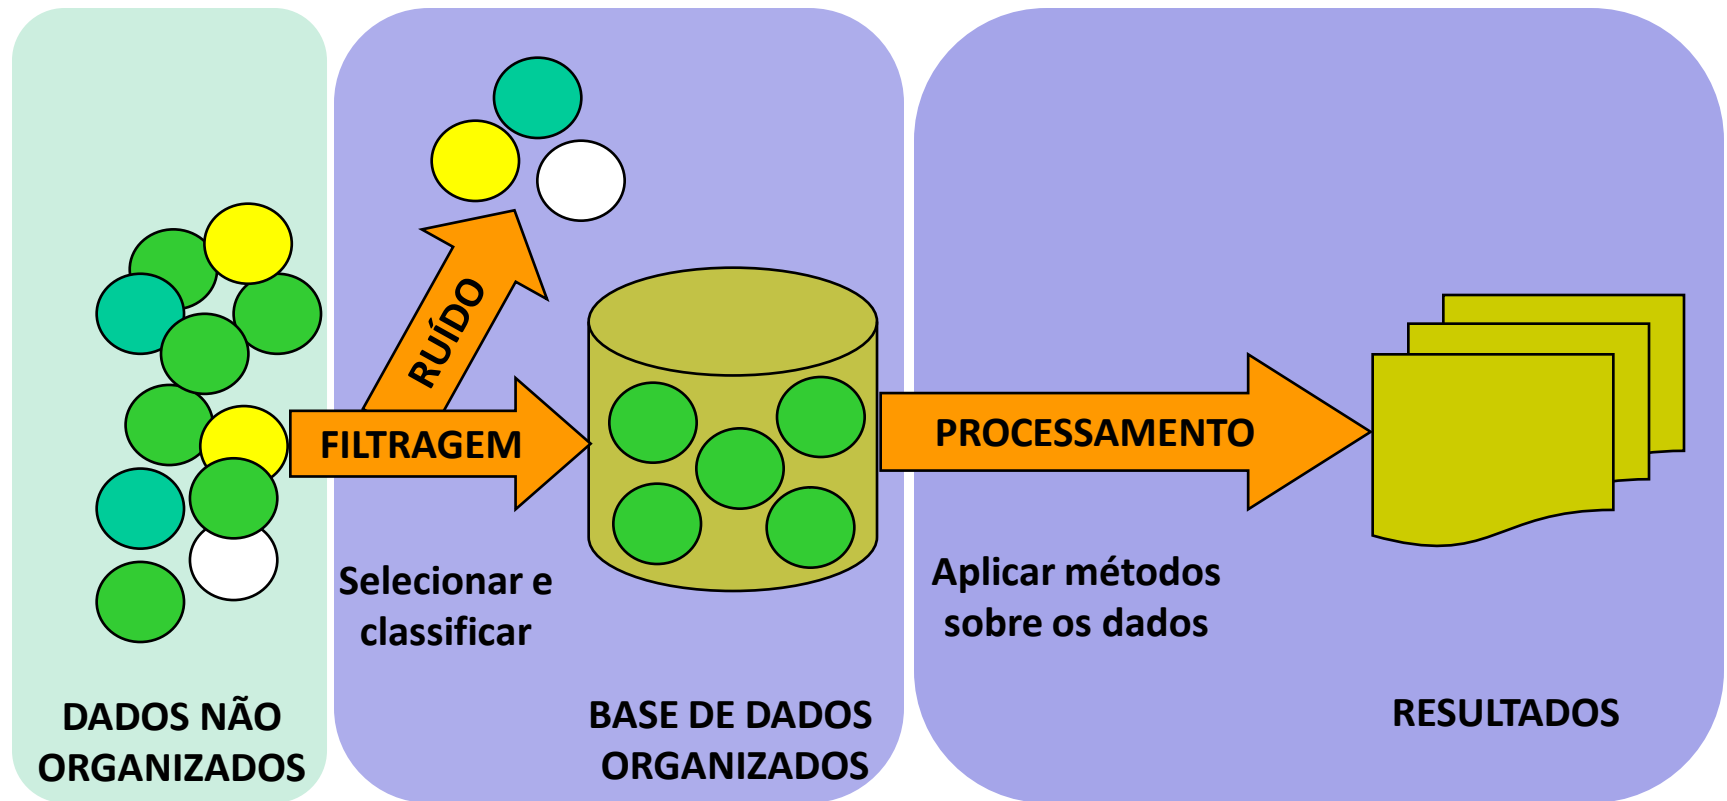 RUÍDO
FILTRAGEM
PROCESSAMENTO
Selecionar e
classificar
Aplicar métodos
sobre os dados
DADOS NÃO
ORGANIZADOS
BASE DE DADOS
ORGANIZADOS
RESULTADOS